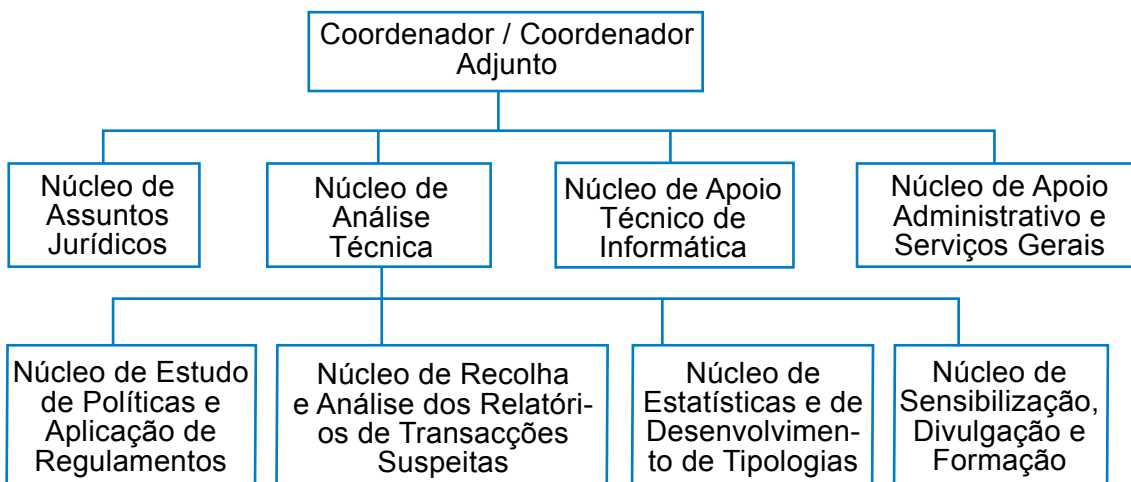 Coordenador / Coordenador
Adjunto
Núcleo de
Assuntos
Jurídicos
Núcleo de
Análise
Técnica
Núcleo de Apoio
Técnico de
Informática
Núcleo de Apoio
Administrativo e
Serviços Gerais
Núcleo de Estudo
de Políticas e
Aplicação de
Regulamentos
Núcleo de Recolha
e Análise dos Relatóri-
os de Transacções
Suspeitas
Núcleo de
Estatísticas e de
Desenvolvimen-
to de Tipologias
Núcleo de
Sensibilização,
Divulgação e
Formação